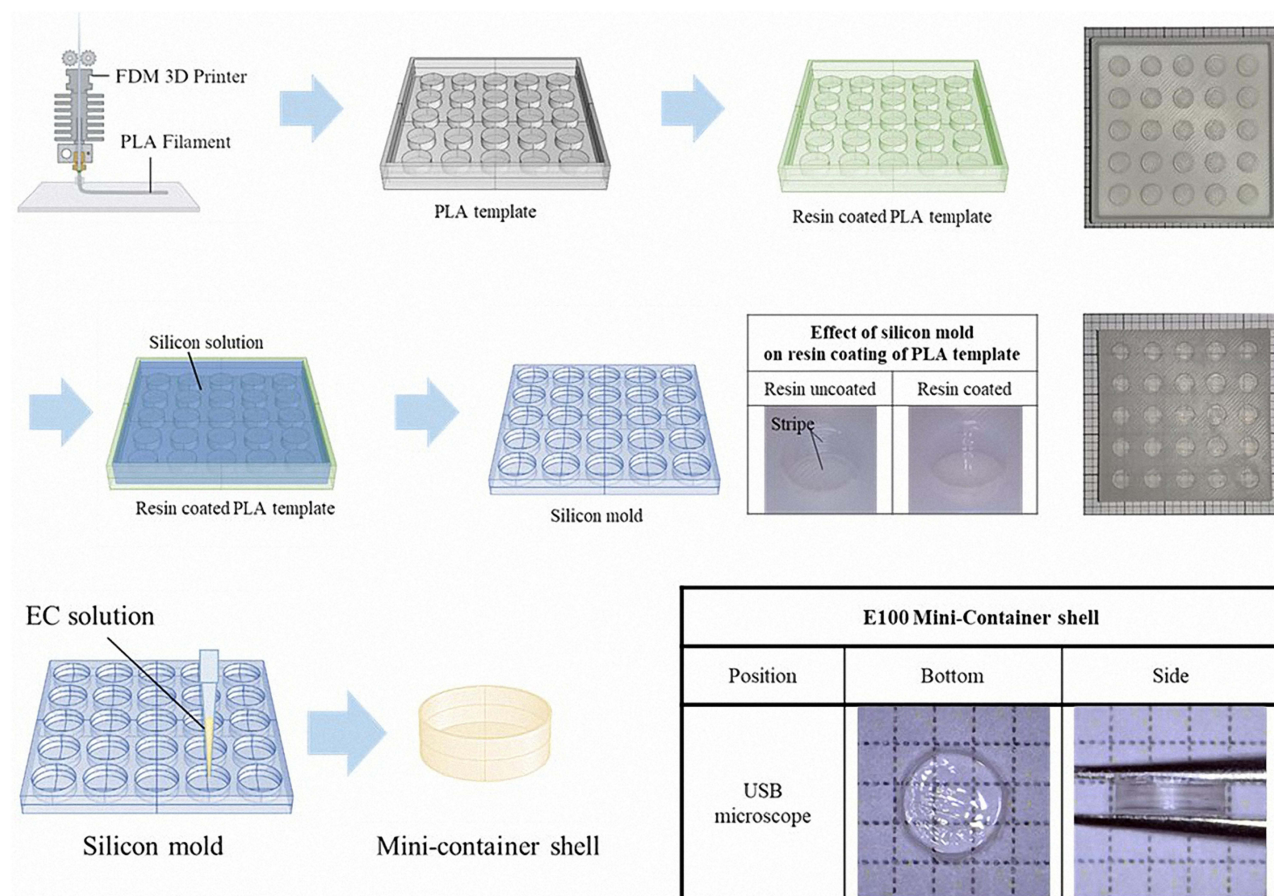 FDM 3D Printer
PLA Filament
PLA template
Resin coated PLA template
Silicon solution
Resin coated PLA template
Silicon mold
Effect of silicon mold
on resin coating of PLA template
Resin uncoated
Resin coated
Stripe
EC solution
Silicon mold
Mini-container shell
E100 Mini-Container shell
Position
Bottom
Side
USB
microscope